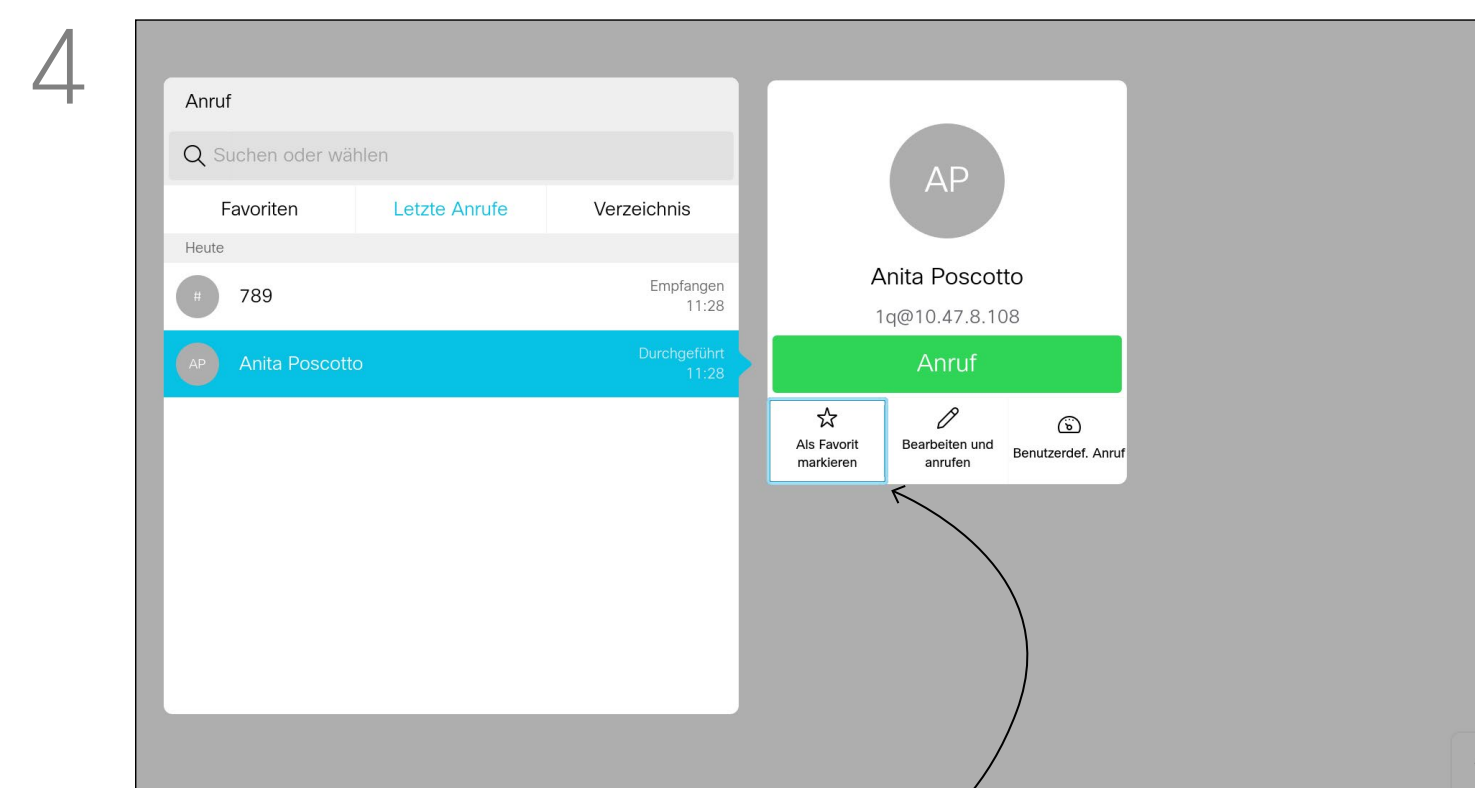 4
Anruf
Suchen oder wählen
Favoriten Letzte Anrufe Verzeichnis
Heute
# 789 Empfangen
11:28
AP Anita Poscotto Durchgeführt
11:28
AP
Anita Poscotto
1q@10.47.8.108
Anruf
Als Favorit
markieren
Bearbeiten und
anrufen
Benutzerdef. Anruf